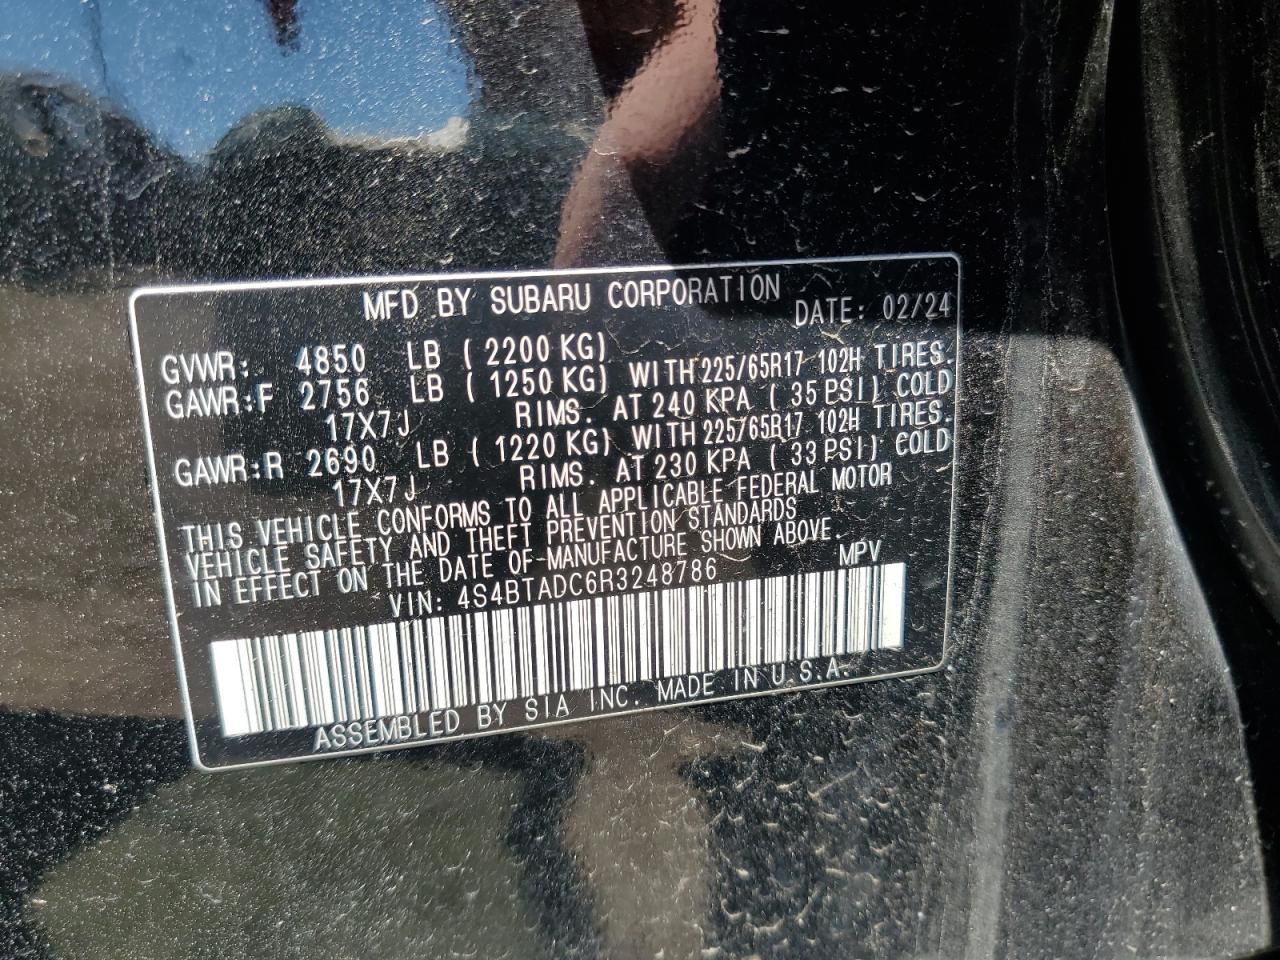 MFD BY SUBARU CORPORATION DATE: 02/24
GVWR: 4850 LB ( 2200 KG)
GAWR:F 2756 LB ( 1250 KG) WITH 225/65R17 102H TIRES.
17X7J RIMS. AT 240 KPA ( 35 PSI) COLD
GAWR:R 2690 LB ( 1220 KG) WITH 225/65R17 102H TIRES.
17X7J RIMS. AT 230 KPA ( 33 PSI) COLD
THIS VEHICLE CONFORMS TO ALL APPLICABLE FEDERAL MOTOR
VEHICLE SAFETY AND THEFT PREVENTION STANDARDS
IN EFFECT ON THE DATE OF MANUFACTURE SHOWN ABOVE.
VIN: 4S4BTADC6R3248786 MPV
ASSEMBLED BY SIA INC. MADE IN U.S.A.